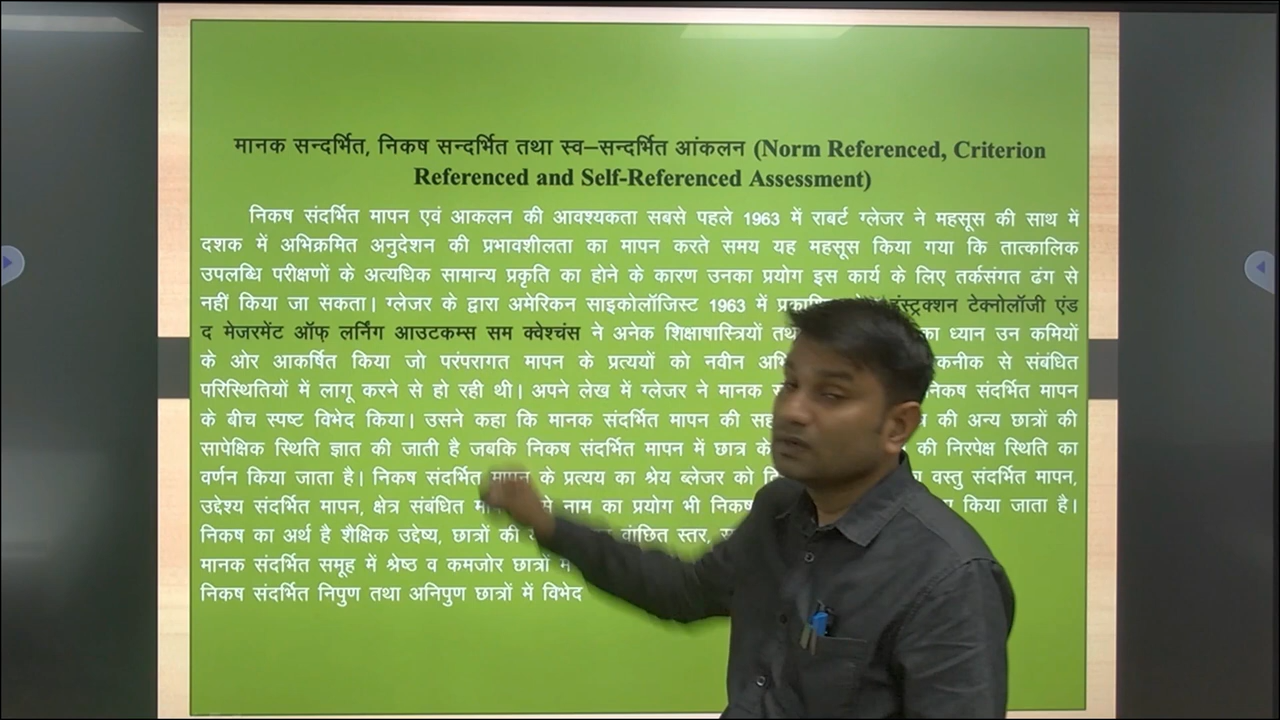 मानक सन्दर्भित, निकष सन्दर्भित तथा स्व–सन्दर्भित आंकलन (Norm Referenced, Criterion
Referenced and Self-Referenced Assessment)
निकष संदर्भित मापन एवं आकलन की आवश्यकता सबसे पहले 1963 में राबर्ट ग्लेजर ने महसूस की साथ में
दशक में अभिक्रमित अनुदेशन की प्रभावशीलता का मापन करते समय यह महसूस किया गया कि तात्कालिक
उपलब्धि परीक्षणों के अत्यधिक सामान्य प्रकृति का होने के कारण उनका प्रयोग इस कार्य के लिए तर्कसंगत ढंग से
नहीं किया जा सकता। ग्लेजर के द्वारा अमेरिकन साइकोलॉजिस्ट 1963 में इंस्ट्रक्शन टेक्नोलॉजी एंड
द मेजरमेंट ऑफ़ लर्निंग आउटकम्स सम क्वेश्चंस ने अनेक शिक्षाषास्त्रियों का ध्यान उन कमियों
के ओर आकर्षित किया जो परंपरागत मापन के प्रत्ययों को नवीन से संबंधित
परिस्थितियों में लागू करने से हो रही थी। अपने लेख में ग्लेजर ने मानक संदर्भित मापन
के बीच स्पष्ट विभेद किया। उसने कहा कि मानक संदर्भित मापन की की अन्य छात्रों की
सापेक्षिक स्थिति ज्ञात की जाती है जबकि निकष संदर्भित मापन में छात्र के की निरपेक्ष स्थिति का
वर्णन किया जाता है। निकष संदर्भित मापन के प्रत्यय का श्रेय ब्लेजर को वस्तु संदर्भित मापन,
उद्देश्य संदर्भित मापन, क्षेत्र संबंधित नाम का प्रयोग भी निकष किया जाता है।
निकष का अर्थ है शैक्षिक उद्देष्य, छात्रों की वांछित स्तर,
मानक संदर्भित समूह में श्रेष्ठ व कमजोर छात्रों
निकष संदर्भित निपुण तथा अनिपुण छात्रों में विभेद